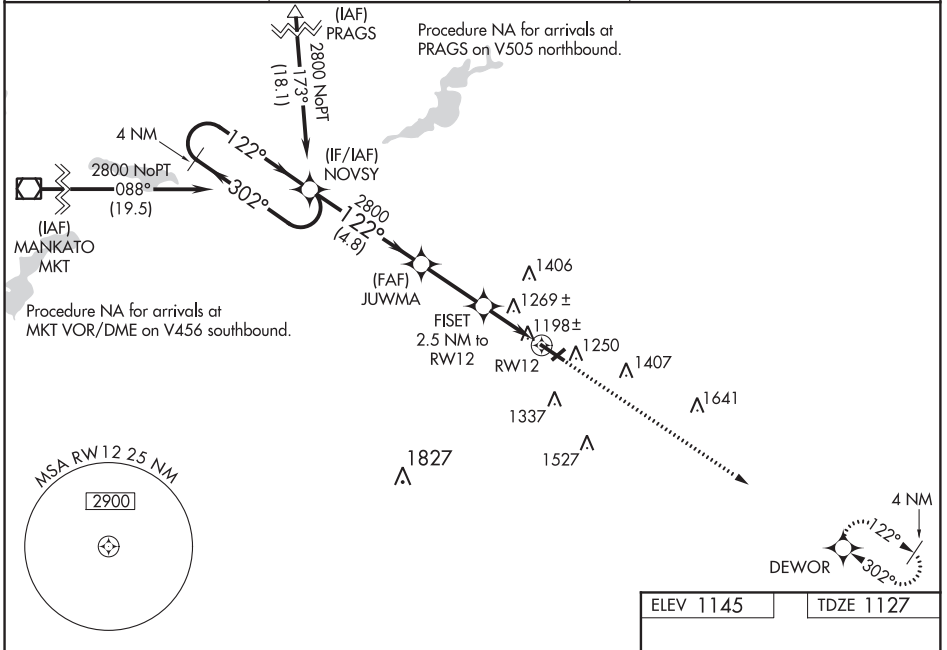 (IAF)
PRAGS
Procedure NA for arrivals at
PRAGS on V505 northbound.
2800 NoPT
173°
(18.1)
4 NM
122°
302°
(IF/IAF)
NOVSY
2800 NoPT
088°
(19.5)
(IAF)
MANKATO
MKT
2800
122°
(4.8)
(FAF)
JUWMA
1406
1269 ±
FISET
2.5 NM to
RW12
1198±
RW12
1250
1407
1641
1337
1527
Procedure NA for arrivals at
MKT VOR/DME on V456 southbound.
1827
MSA RW12 25 NM
2900
4 NM
122°
302°
DEWOR
ELEV 1145
TDZE 1127